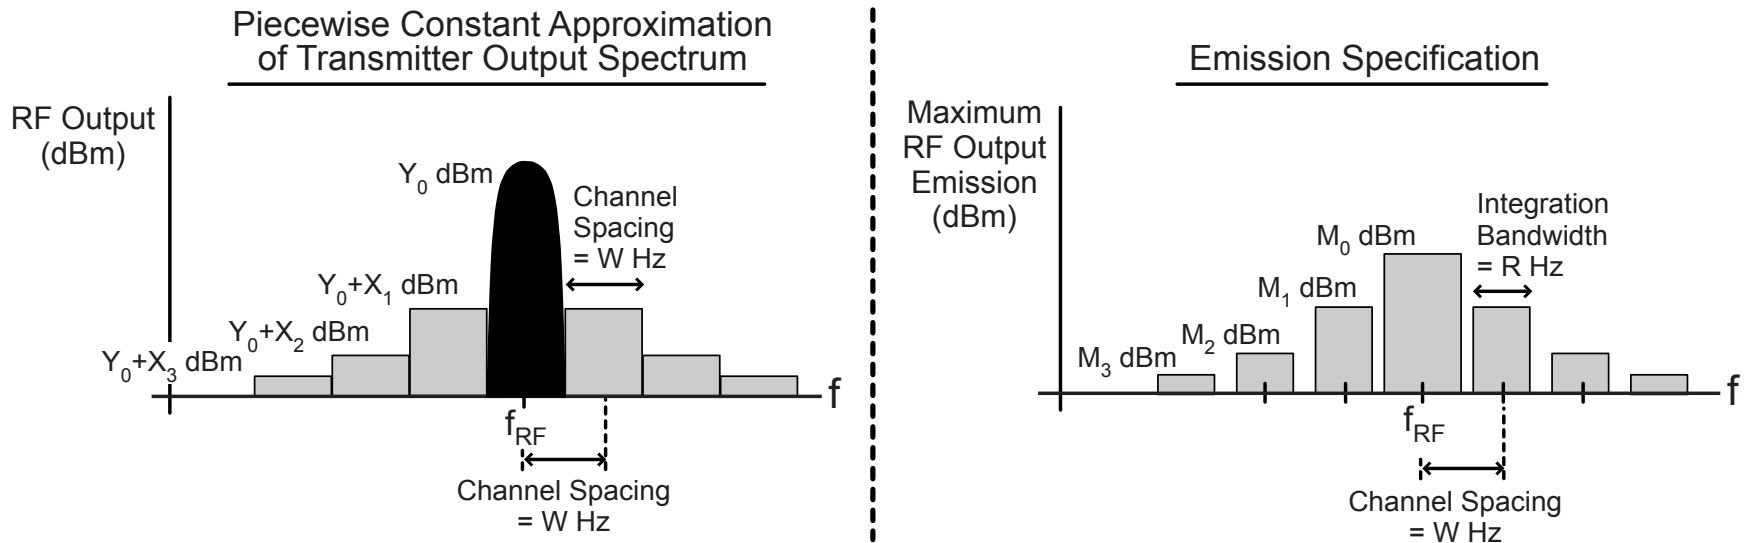 Piecewise Constant Approximation
of Transmitter Output Spectrum
RF Output
(dBm)
Y₀ dBm
Channel
Spacing
= W Hz
Y₀+X₁ dBm
Y₀+X₂ dBm
Y₀+X₃ dBm
f
f_RF
Channel Spacing
= W Hz
Emission Specification
Maximum
RF Output
Emission
(dBm)
Integration
Bandwidth
= R Hz
M₀ dBm
M₁ dBm
M₂ dBm
M₃ dBm
f
f_RF
Channel Spacing
= W Hz